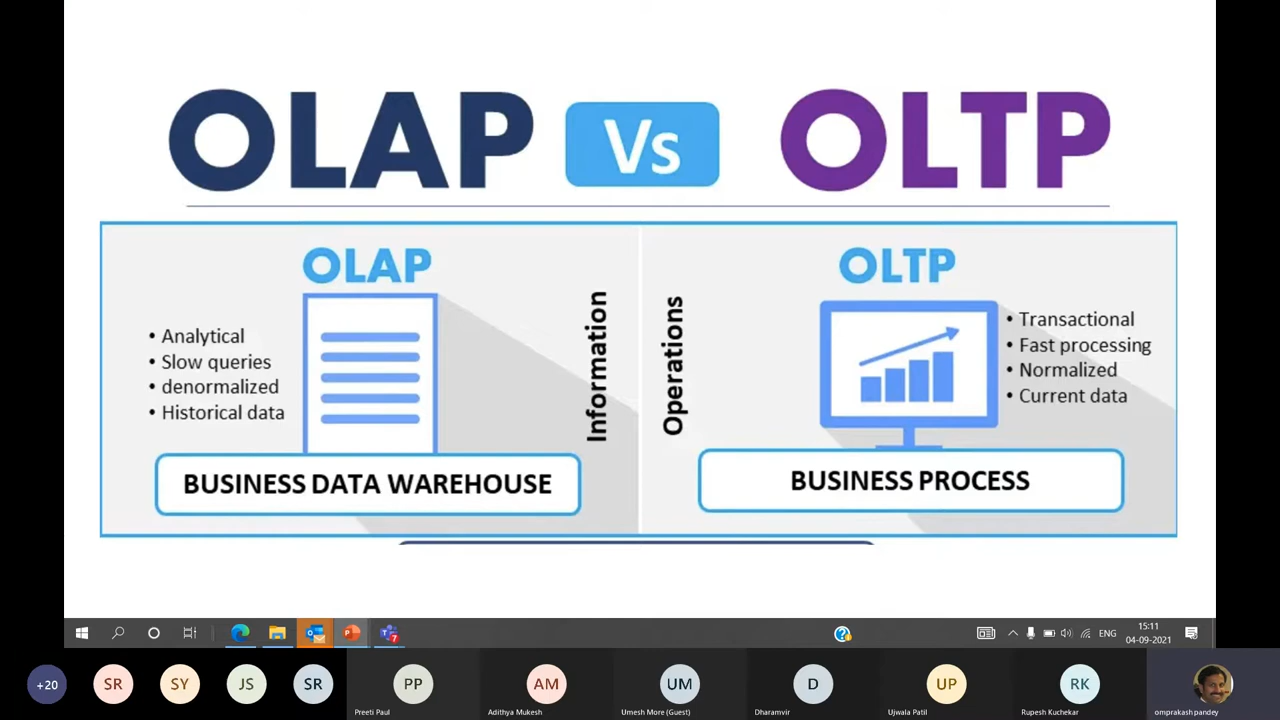 OLAP Vs OLTP
OLAP
• Analytical
• Slow queries
• denormalized
• Historical data
Information
BUSINESS DATA WAREHOUSE
Operations
OLTP
• Transactional
• Fast processing
• Normalized
• Current data
BUSINESS PROCESS
7
ENG
15:11
04-09-2021
+20
SR
SY
JS
SR
PP
Preeti Paul
AM
Adithya Mukesh
UM
Umesh More (Guest)
D
Dharamvir
UP
Ujwala Patil
RK
Rupesh Kuchekar
omprakash pandey